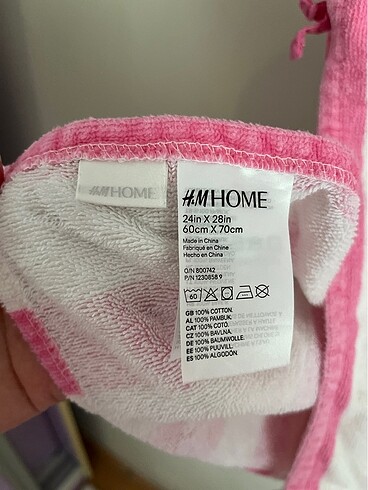 H&M HOME
H&M HOME
24in X 28in
60cm X 70cm
Made in China
Fabriqué en Chine
Hecho en China
O/N 800742
P/N 1230858.9
60
GB 100% COTTON.
AL 100% PAMBUK.
CAT 100% COTÓ.
CZ 100% BAVLNA.
DE 100% BAUMWOLLE.
EE 100% PUUVILL.
ES 100% ALGODÓN.